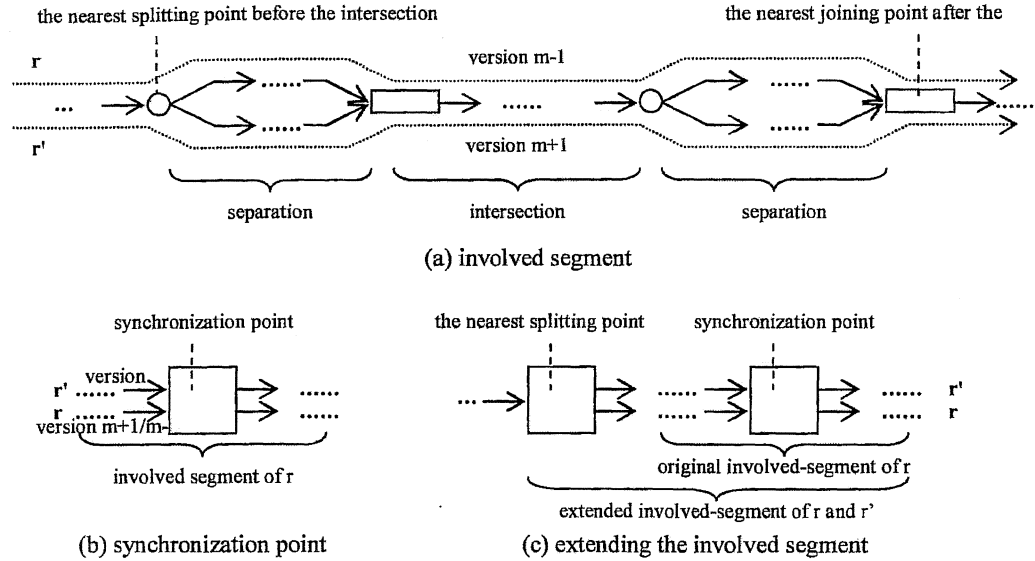 the nearest splitting point before the intersection
the nearest joining point after the
r
version m-1
...
......
......
......
......
......
......
......
r'
version m+1
separation
intersection
separation
(a) involved segment
synchronization point
the nearest splitting point
synchronization point
r' ...... version ......
r ...... ......
version m+1/m-
... ...... ...... r'
...... ...... r
involved segment of r
original involved-segment of r
extended involved-segment of r and r'
(b) synchronization point
(c) extending the involved segment